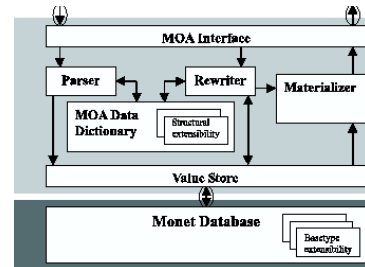 MOA Interface
Parser
Rewriter
Materializer
MOA Data
Dictionary
Structural
extensibility
Value Store
Monet Database
Basetype
extensibility